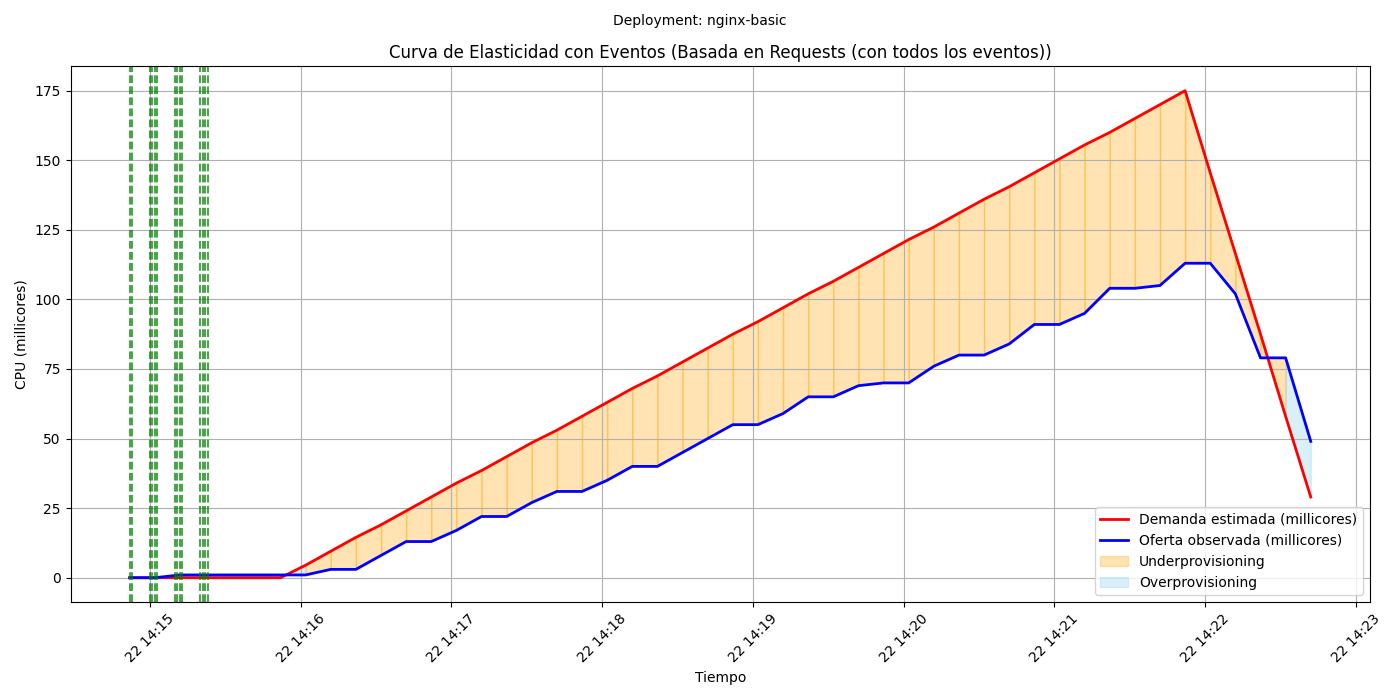 Deployment: nginx-basic
Curva de Elasticidad con Eventos (Basada en Requests (con todos los eventos))
175
150
125
100
75
50
25
0
CPU (millicores)
22 14:15
22 14:16
22 14:17
22 14:18
22 14:19
22 14:20
22 14:21
22 14:22
22 14:23
Tiempo
Demanda estimada (millicores)
Oferta observada (millicores)
Underprovisioning
Overprovisioning